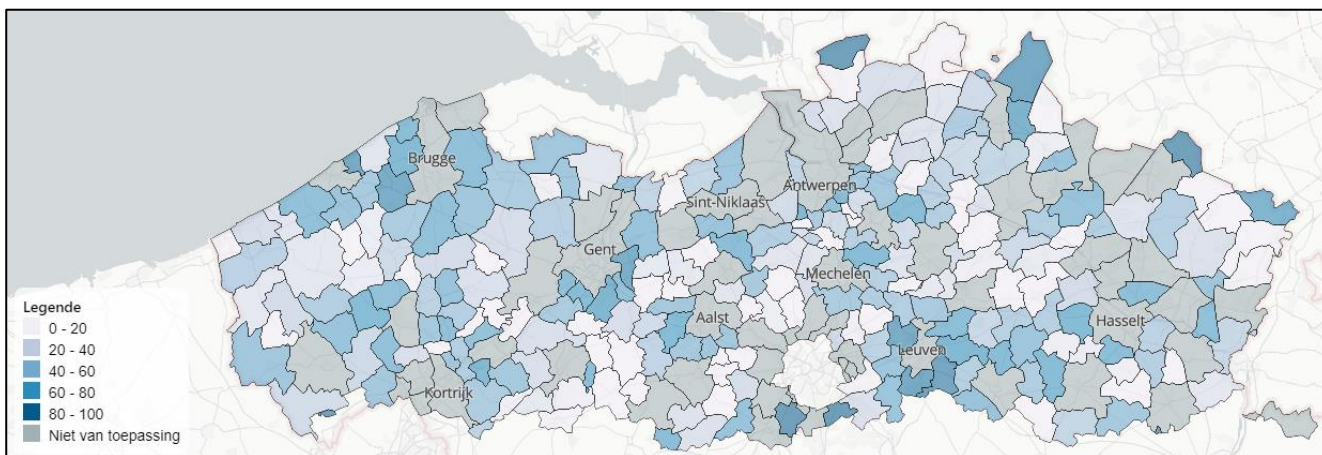 Brugge
Antwerpen
Sint-Niklaas
Gent
Mechelen
Aalst
Hasselt
Leuven
Kortrijk
Legende
0 - 20
20 - 40
40 - 60
60 - 80
80 - 100
Niet van toepassing